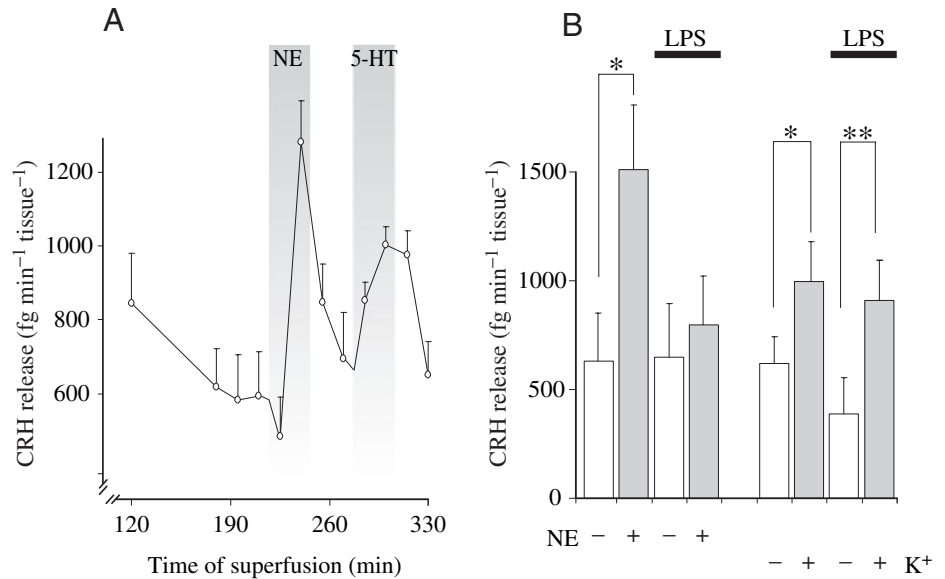 A
NE
5-HT
1200
1000
800
600
CRH release (fg min−1 tissue−1)
120 190 260 330
Time of superfusion (min)
B
LPS
LPS
*
*
**
1500
1000
500
0
CRH release (fg min−1 tissue−1)
NE − + − +
− + − + K+